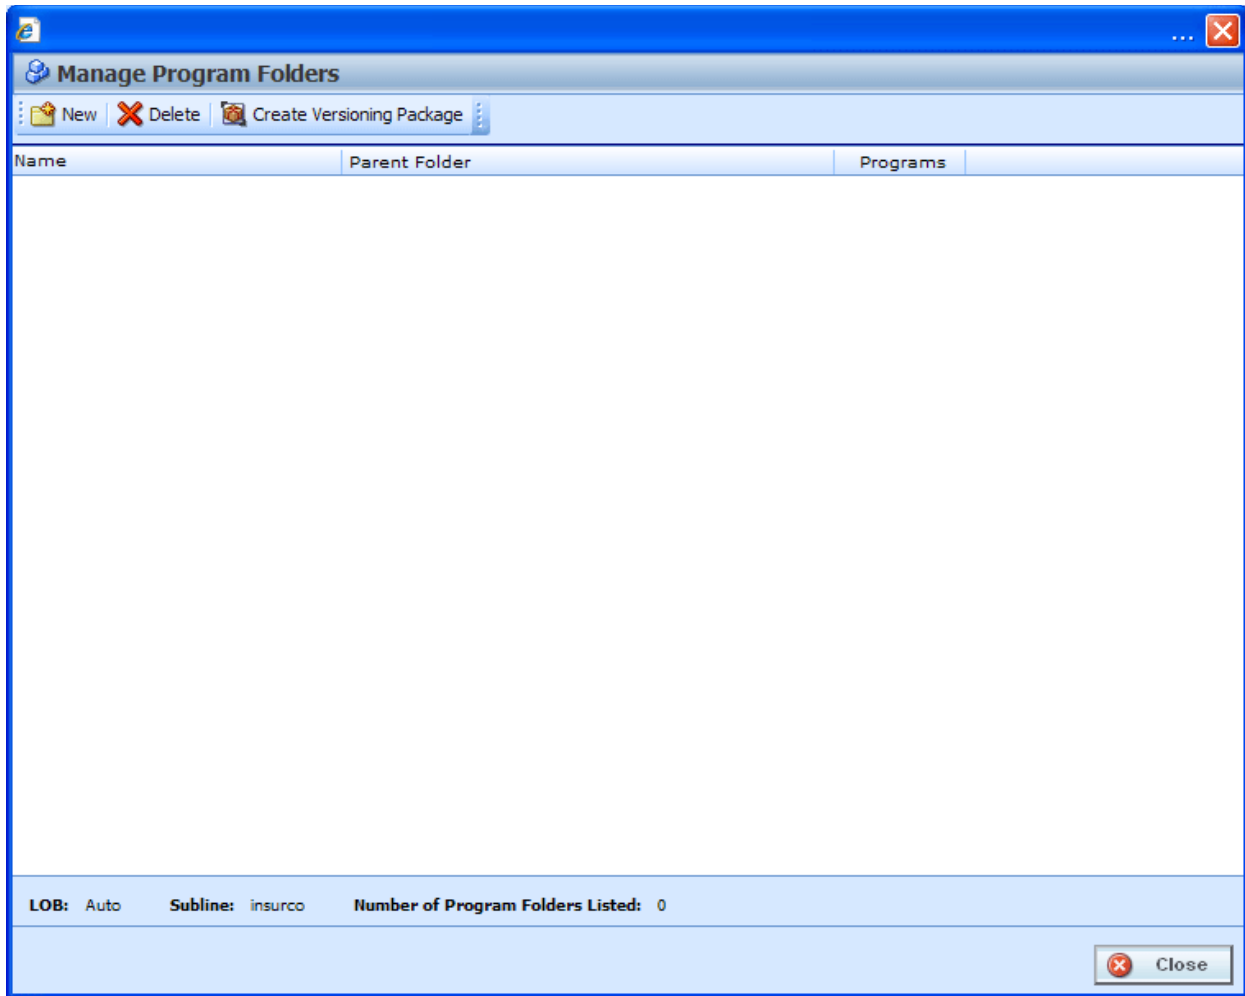 ...
Manage Program Folders
New Delete Create Versioning Package
Name Parent Folder Programs
LOB: Auto Subline: insurco Number of Program Folders Listed: 0
Close